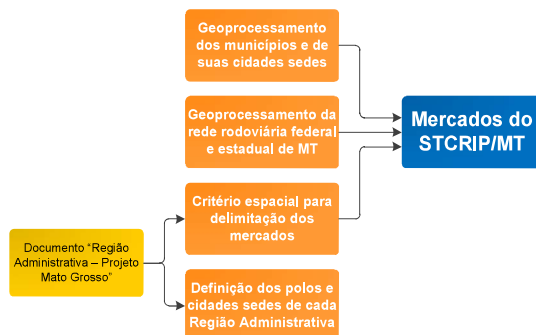 Geoprocessamento
dos municípios e de
suas cidades sedes
Geoprocessamento da
rede rodoviária federal
e estadual de MT
Mercados do
STCRIP/MT
Critério espacial para
delimitação dos
mercados
Documento “Região
Administrativa – Projeto
Mato Grosso”
Definição dos polos e
cidades sedes de cada
Região Administrativa